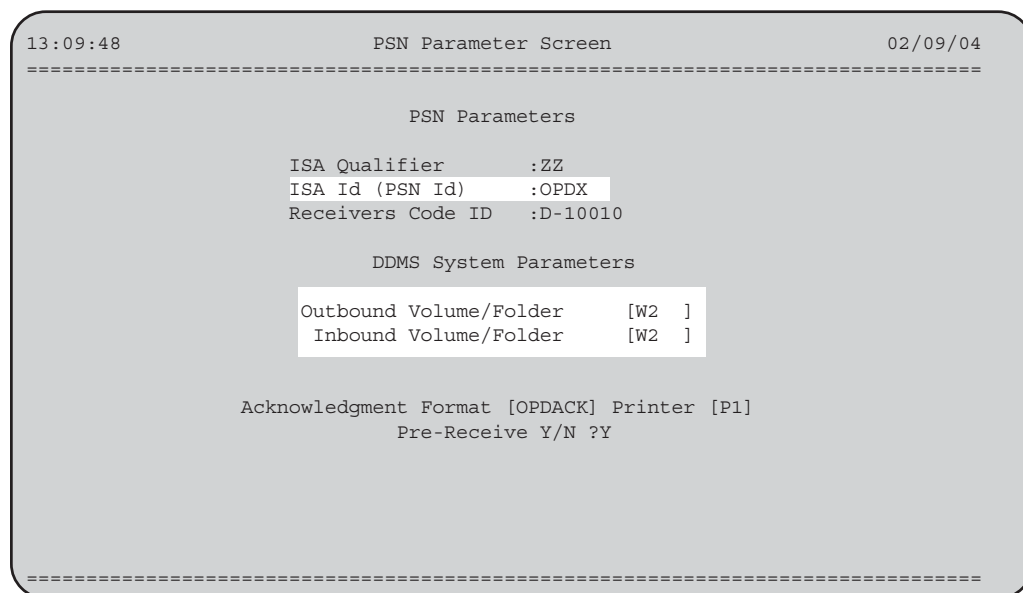 13:09:48 PSN Parameter Screen 02/09/04
================================================================================
PSN Parameters
ISA Qualifier :ZZ
ISA Id (PSN Id) :OPDX
Receivers Code ID :D-10010
DDMS System Parameters
Outbound Volume/Folder [W2 ]
Inbound Volume/Folder [W2 ]
Acknowledgment Format [OPDACK] Printer [P1]
Pre-Receive Y/N ?Y
================================================================================